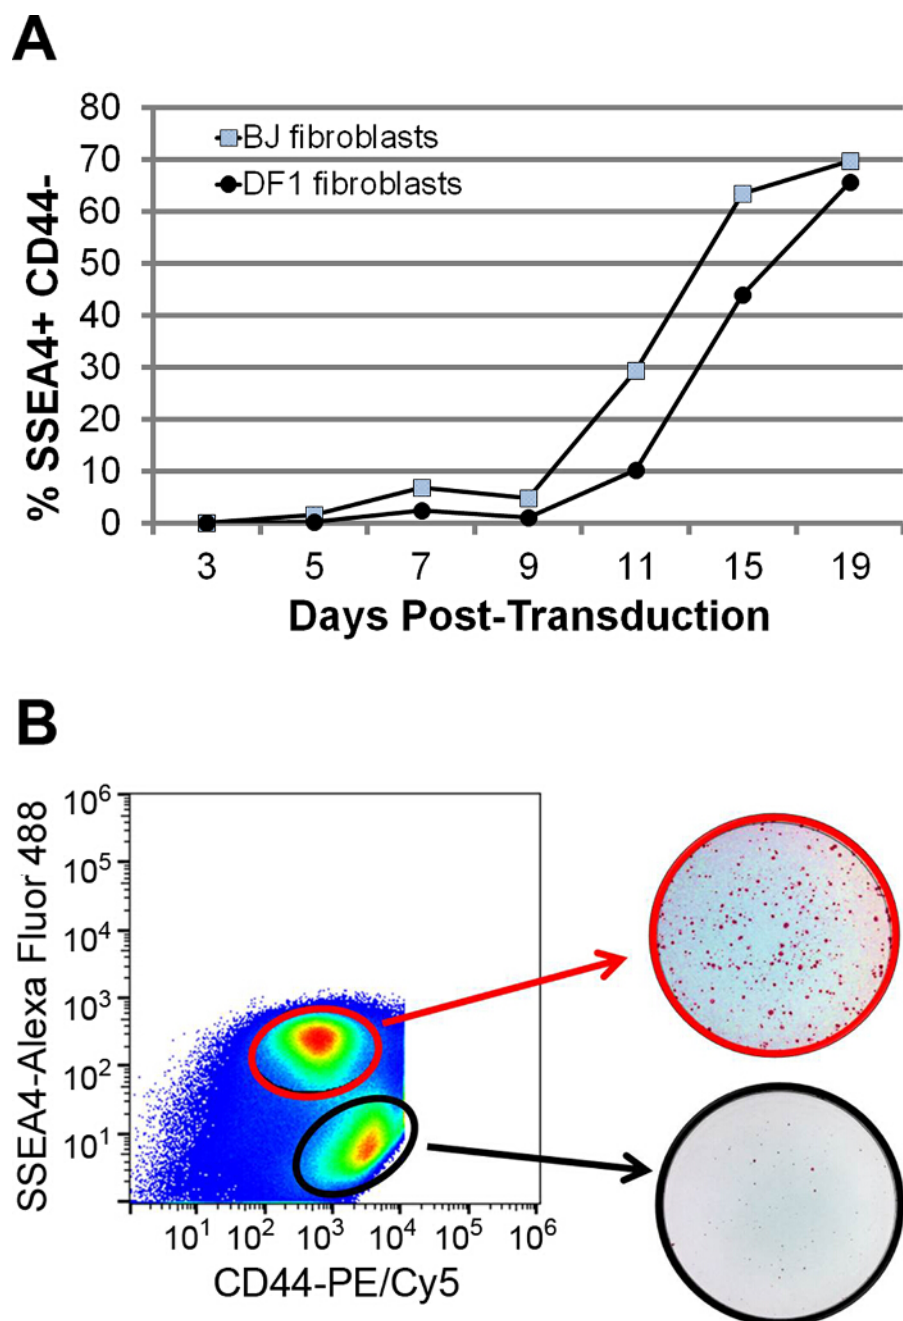 A
% SSEA4+ CD44-
80
70
60
50
40
30
20
10
0
BJ fibroblasts
DF1 fibroblasts
3 5 7 9 11 15 19
Days Post-Transduction
B
SSEA4-Alexa Fluor 488
10⁶
10⁵
10⁴
10³
10²
10¹
10¹ 10² 10³ 10⁴ 10⁵ 10⁶
CD44-PE/Cy5